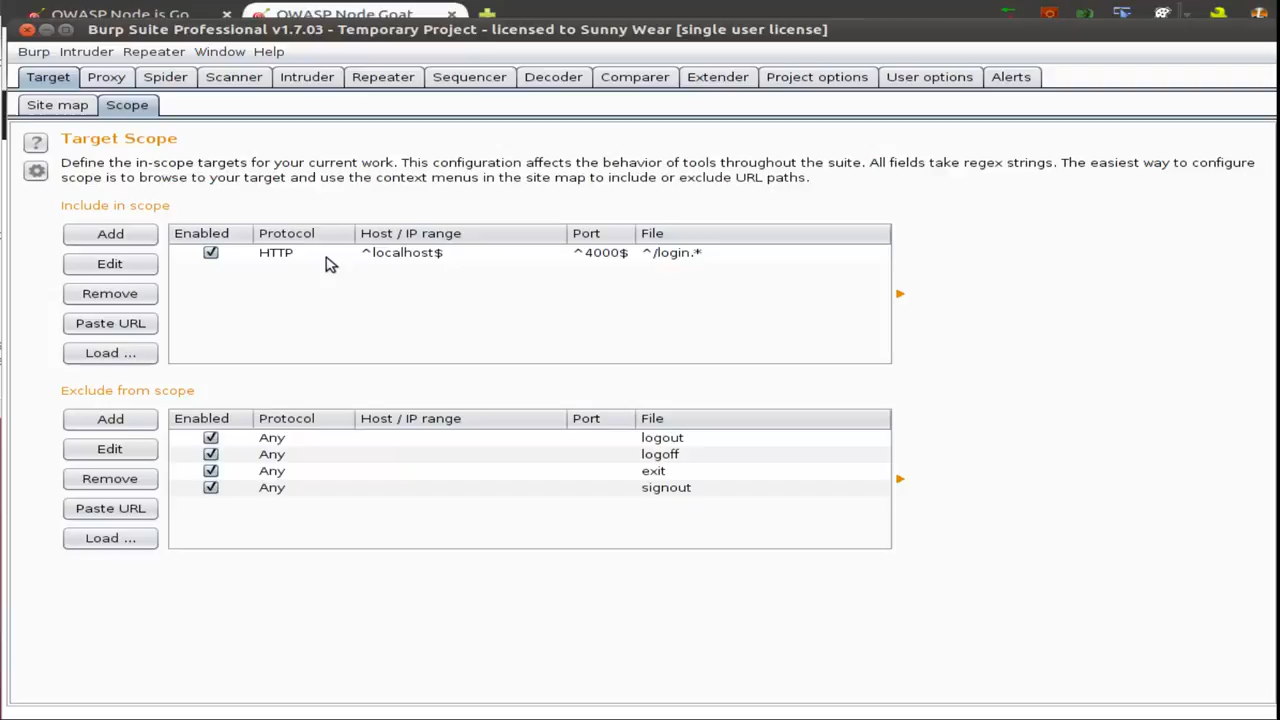 OWASP Node is Go
OWASP Node Goat
Burp Suite Professional v1.7.03 - Temporary Project - licensed to Sunny Wear [single user license]
Burp Intruder Repeater Window Help
Target Proxy Spider Scanner Intruder Repeater Sequencer Decoder Comparer Extender Project options User options Alerts
Site map Scope
? Target Scope
Define the in-scope targets for your current work. This configuration affects the behavior of tools throughout the suite. All fields take regex strings. The easiest way to configure
scope is to browse to your target and use the context menus in the site map to include or exclude URL paths.
Include in scope
Add Enabled Protocol Host / IP range Port File
HTTP ^localhost$ ^4000$ ^/login.*
Edit
Remove
Paste URL
Load ...
Exclude from scope
Add Enabled Protocol Host / IP range Port File
Any logout
Edit Any logoff
Any exit
Remove Any signout
Paste URL
Load ...